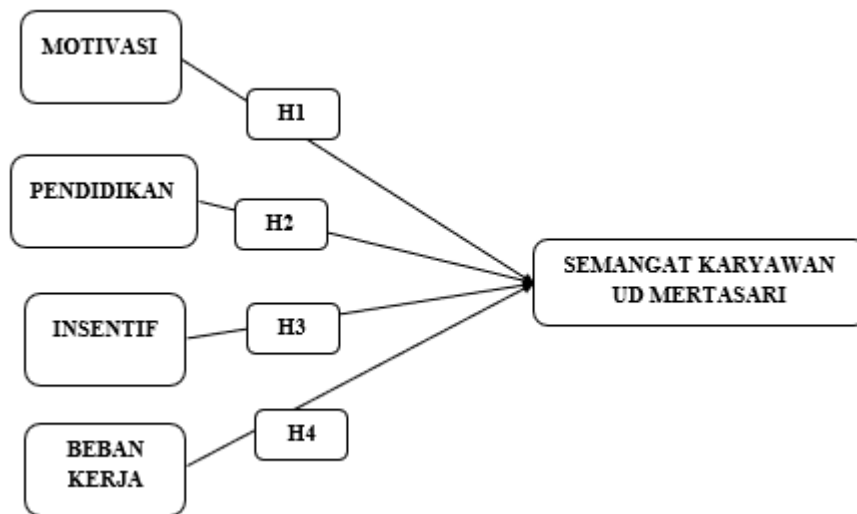 MOTIVASI
H1
PENDIDIKAN
H2
SEMANGAT KARYAWAN
UD MERTASARI
INSENTIF
H3
BEBAN
KERJA
H4